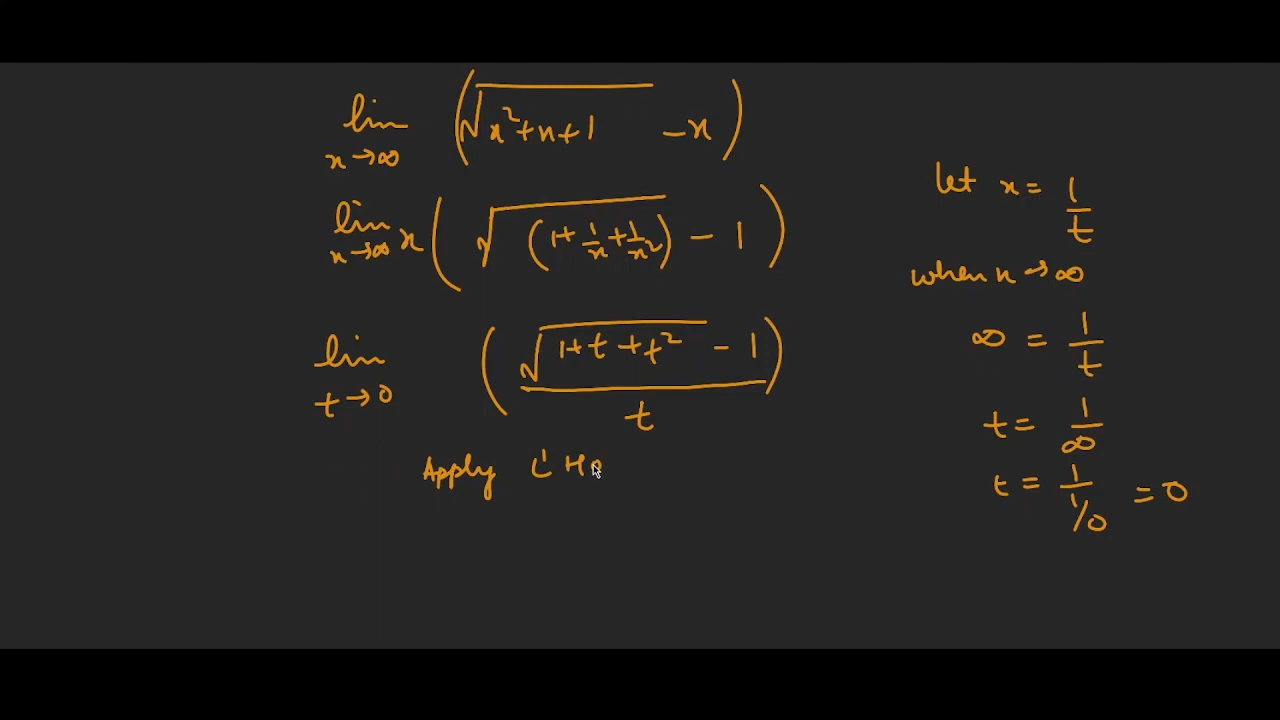 lim x→∞ (√x²+x+1 -x)
lim x→∞ x(√(1+1/x+1/x²) - 1)
lim t→0 (√1+t+t² - 1 / t)
Apply L'Ho
let x= 1/t
when x→∞
∞ = 1/t
t= 1/∞
t = 1/1/0 = 0